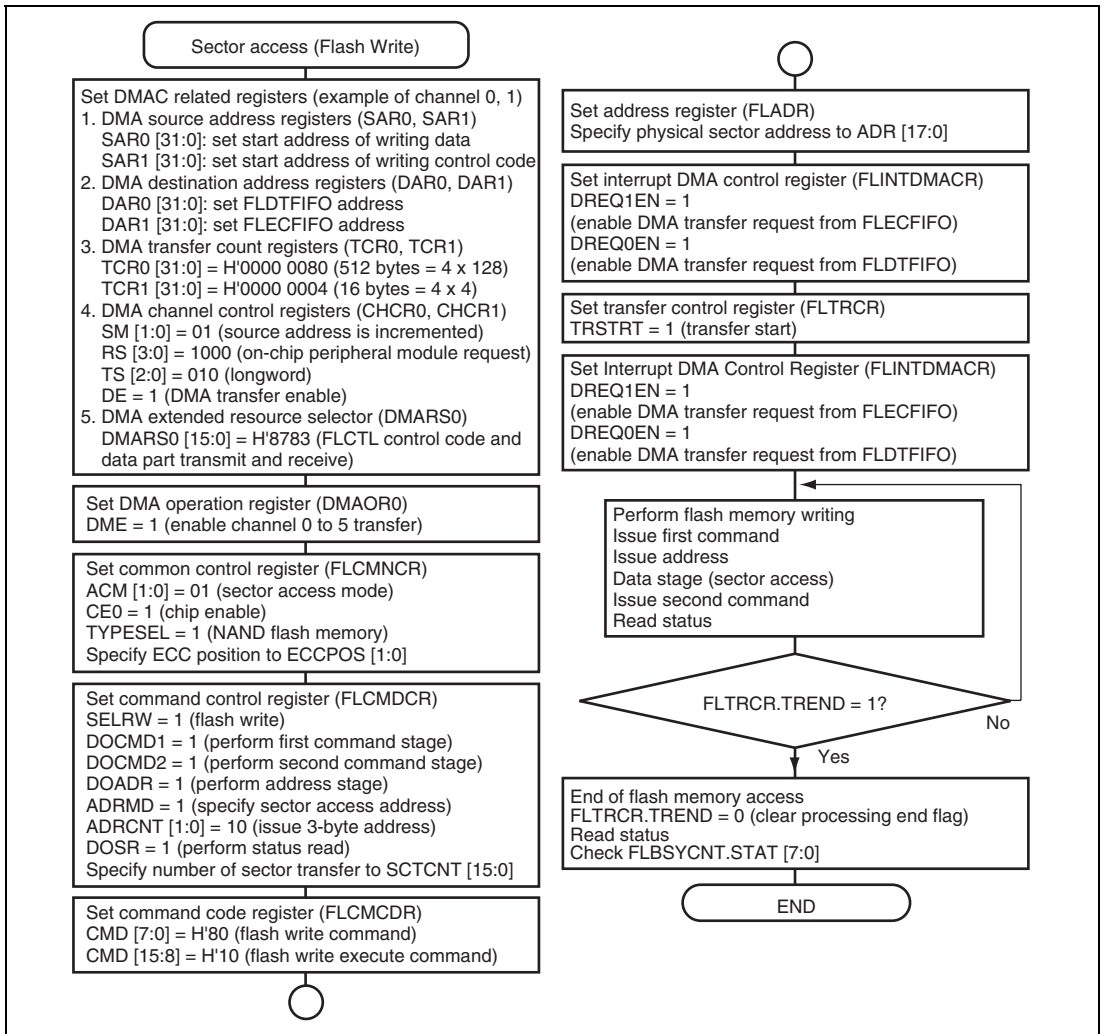 Sector access (Flash Write)
Set DMAC related registers (example of channel 0, 1)
1. DMA source address registers (SAR0, SAR1)
SAR0 [31:0]: set start address of writing data
SAR1 [31:0]: set start address of writing control code
2. DMA destination address registers (DAR0, DAR1)
DAR0 [31:0]: set FLDTFIFO address
DAR1 [31:0]: set FLECFIFO address
3. DMA transfer count registers (TCR0, TCR1)
TCR0 [31:0] = H'0000 0080 (512 bytes = 4 x 128)
TCR1 [31:0] = H'0000 0004 (16 bytes = 4 x 4)
4. DMA channel control registers (CHCR0, CHCR1)
SM [1:0] = 01 (source address is incremented)
RS [3:0] = 1000 (on-chip peripheral module request)
TS [2:0] = 010 (longword)
DE = 1 (DMA transfer enable)
5. DMA extended resource selector (DMARS0)
DMARS0 [15:0] = H'8783 (FLCTL control code and
data part transmit and receive)
Set DMA operation register (DMAOR0)
DME = 1 (enable channel 0 to 5 transfer)
Set common control register (FLCMNCR)
ACM [1:0] = 01 (sector access mode)
CE0 = 1 (chip enable)
TYPESEL = 1 (NAND flash memory)
Specify ECC position to ECCPOS [1:0]
Set command control register (FLCMDCR)
SELRW = 1 (flash write)
DOCMD1 = 1 (perform first command stage)
DOCMD2 = 1 (perform second command stage)
DOADR = 1 (perform address stage)
ADRMD = 1 (specify sector access address)
ADRCNT [1:0] = 10 (issue 3-byte address)
DOSR = 1 (perform status read)
Specify number of sector transfer to SCTCNT [15:0]
Set command code register (FLCMCDR)
CMD [7:0] = H'80 (flash write command)
CMD [15:8] = H'10 (flash write execute command)
Set address register (FLADR)
Specify physical sector address to ADR [17:0]
Set interrupt DMA control register (FLINTDMACR)
DREQ1EN = 1
(enable DMA transfer request from FLECFIFO)
DREQ0EN = 1
(enable DMA transfer request from FLDTFIFO)
Set transfer control register (FLTRCR)
TRSTRT = 1 (transfer start)
Set Interrupt DMA Control Register (FLINTDMACR)
DREQ1EN = 1
(enable DMA transfer request from FLECFIFO)
DREQ0EN = 1
(enable DMA transfer request from FLDTFIFO)
Perform flash memory writing
Issue first command
Issue address
Data stage (sector access)
Issue second command
Read status
FLTRCR.TREND = 1?
No
Yes
End of flash memory access
FLTRCR.TREND = 0 (clear processing end flag)
Read status
Check FLBSYCNT.STAT [7:0]
END